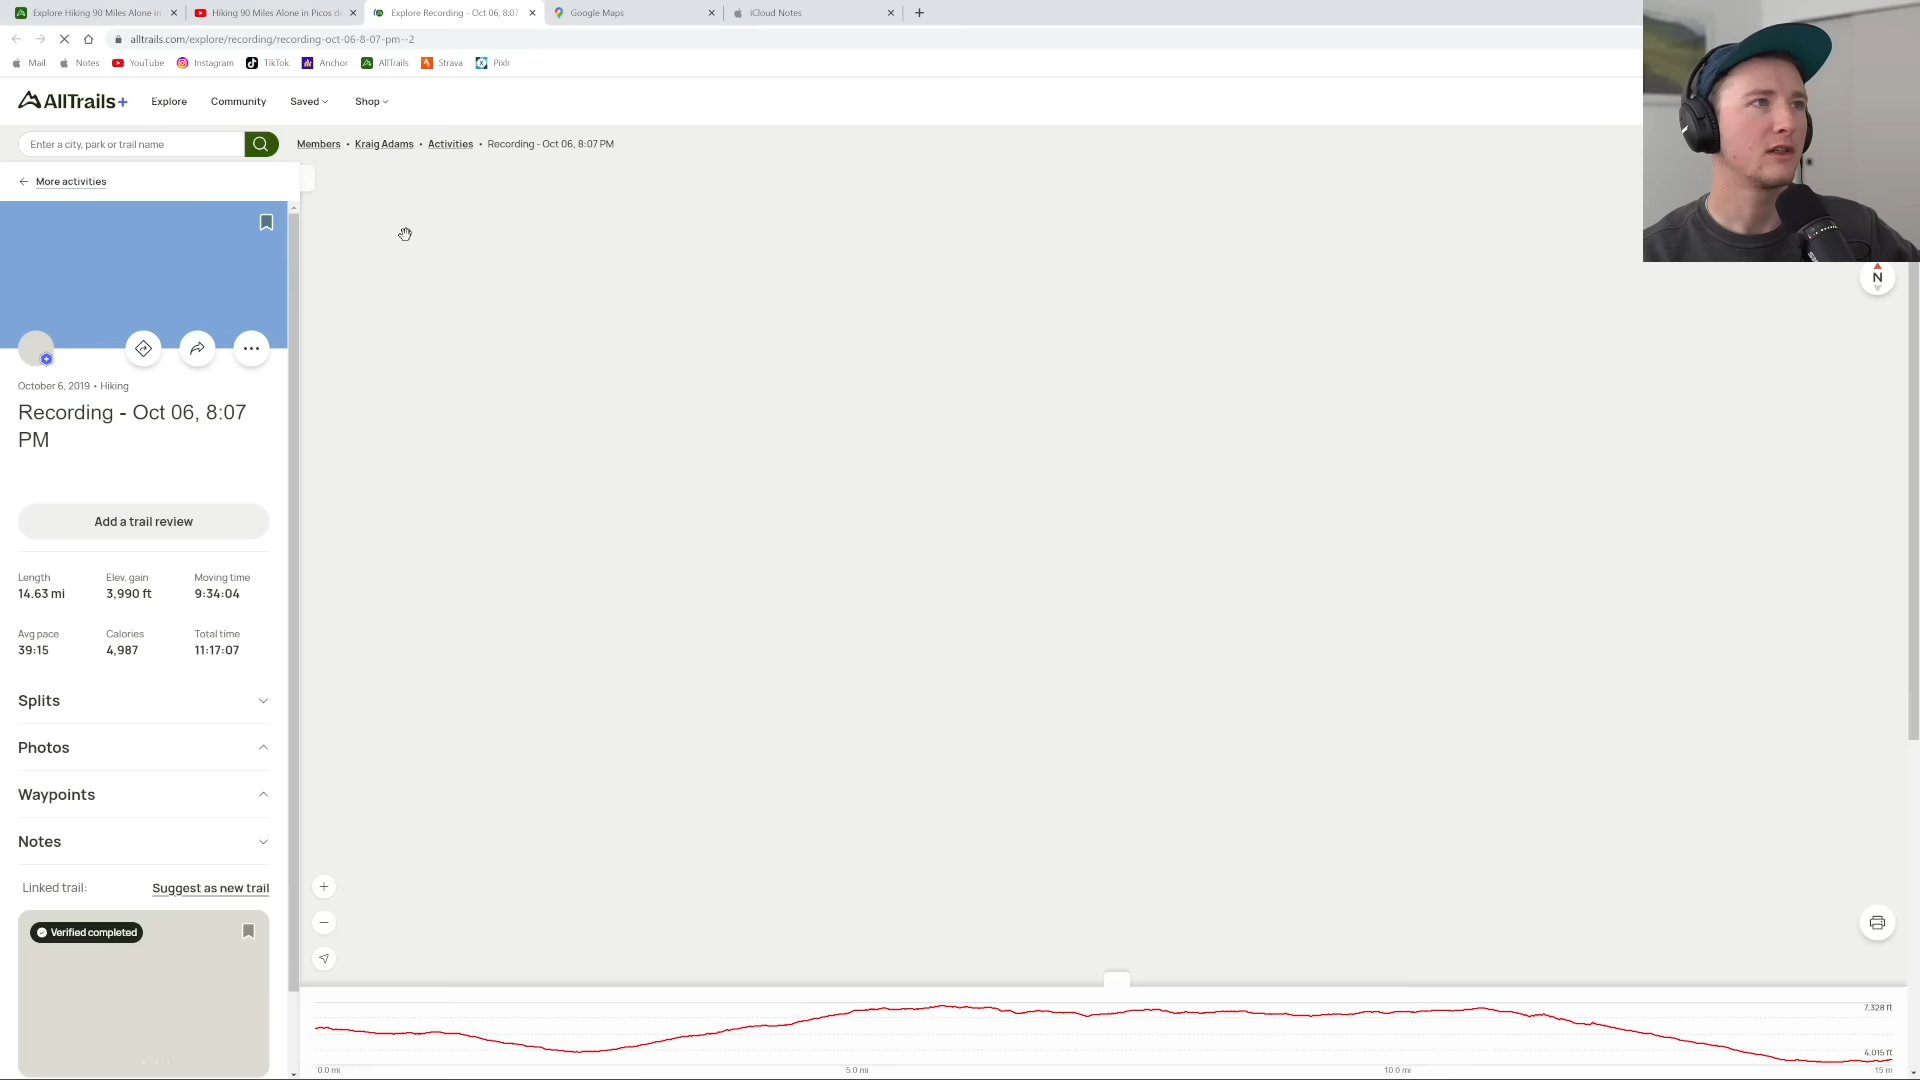 Explore Hiking 90 Miles Alone in
Hiking 90 Miles Alone in Picos de
Explore Recording - Oct 06, 8:07
Google Maps
iCloud Notes
alltrails.com/explore/recording/recording-oct-06-8-07-pm--2
Mail
Notes
YouTube
Instagram
TikTok
Anchor
AllTrails
Strava
Pixlr
AllTrails+
Explore
Community
Saved
Shop
Enter a city, park or trail name
Members • Kraig Adams • Activities • Recording - Oct 06, 8:07 PM
More activities
N
October 6, 2019 • Hiking
Recording - Oct 06, 8:07
PM
Add a trail review
Length
Elev. gain
Moving time
14.63 mi
3,990 ft
9:34:04
Avg pace
Calories
Total time
39:15
4,987
11:17:07
Splits
Photos
Waypoints
Notes
Linked trail:
Suggest as new trail
Verified completed
7,328 ft
4,015 ft
0.0 mi
5.0 mi
10.0 mi
15 m